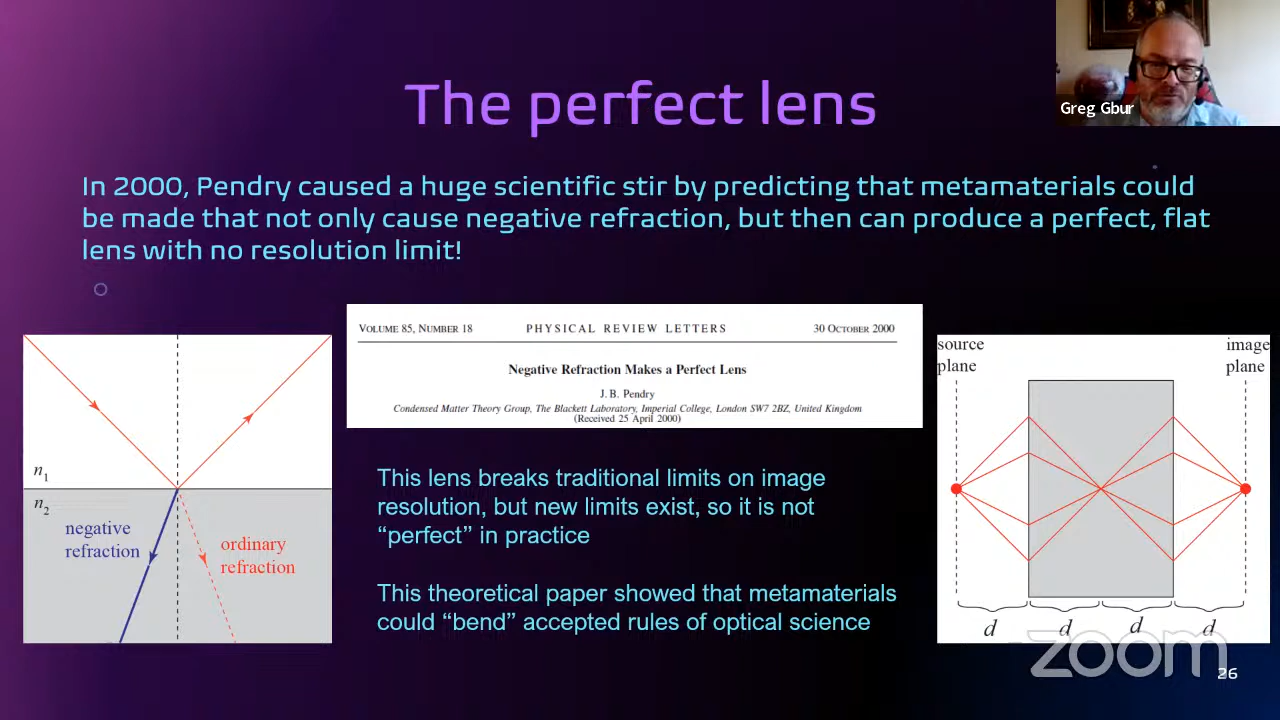 The perfect lens
Greg Gbur
In 2000, Pendry caused a huge scientific stir by predicting that metamaterials could
be made that not only cause negative refraction, but then can produce a perfect, flat
lens with no resolution limit!
n1
n2
negative
refraction
ordinary
refraction
VOLUME 85, NUMBER 18 PHYSICAL REVIEW LETTERS 30 OCTOBER 2000
Negative Refraction Makes a Perfect Lens
J. B. Pendry
Condensed Matter Theory Group, The Blackett Laboratory, Imperial College, London SW7 2BZ, United Kingdom
(Received 25 April 2000)
This lens breaks traditional limits on image
resolution, but new limits exist, so it is not
“perfect” in practice
This theoretical paper showed that metamaterials
could “bend” accepted rules of optical science
source
plane
image
plane
d d d d
zoom
26